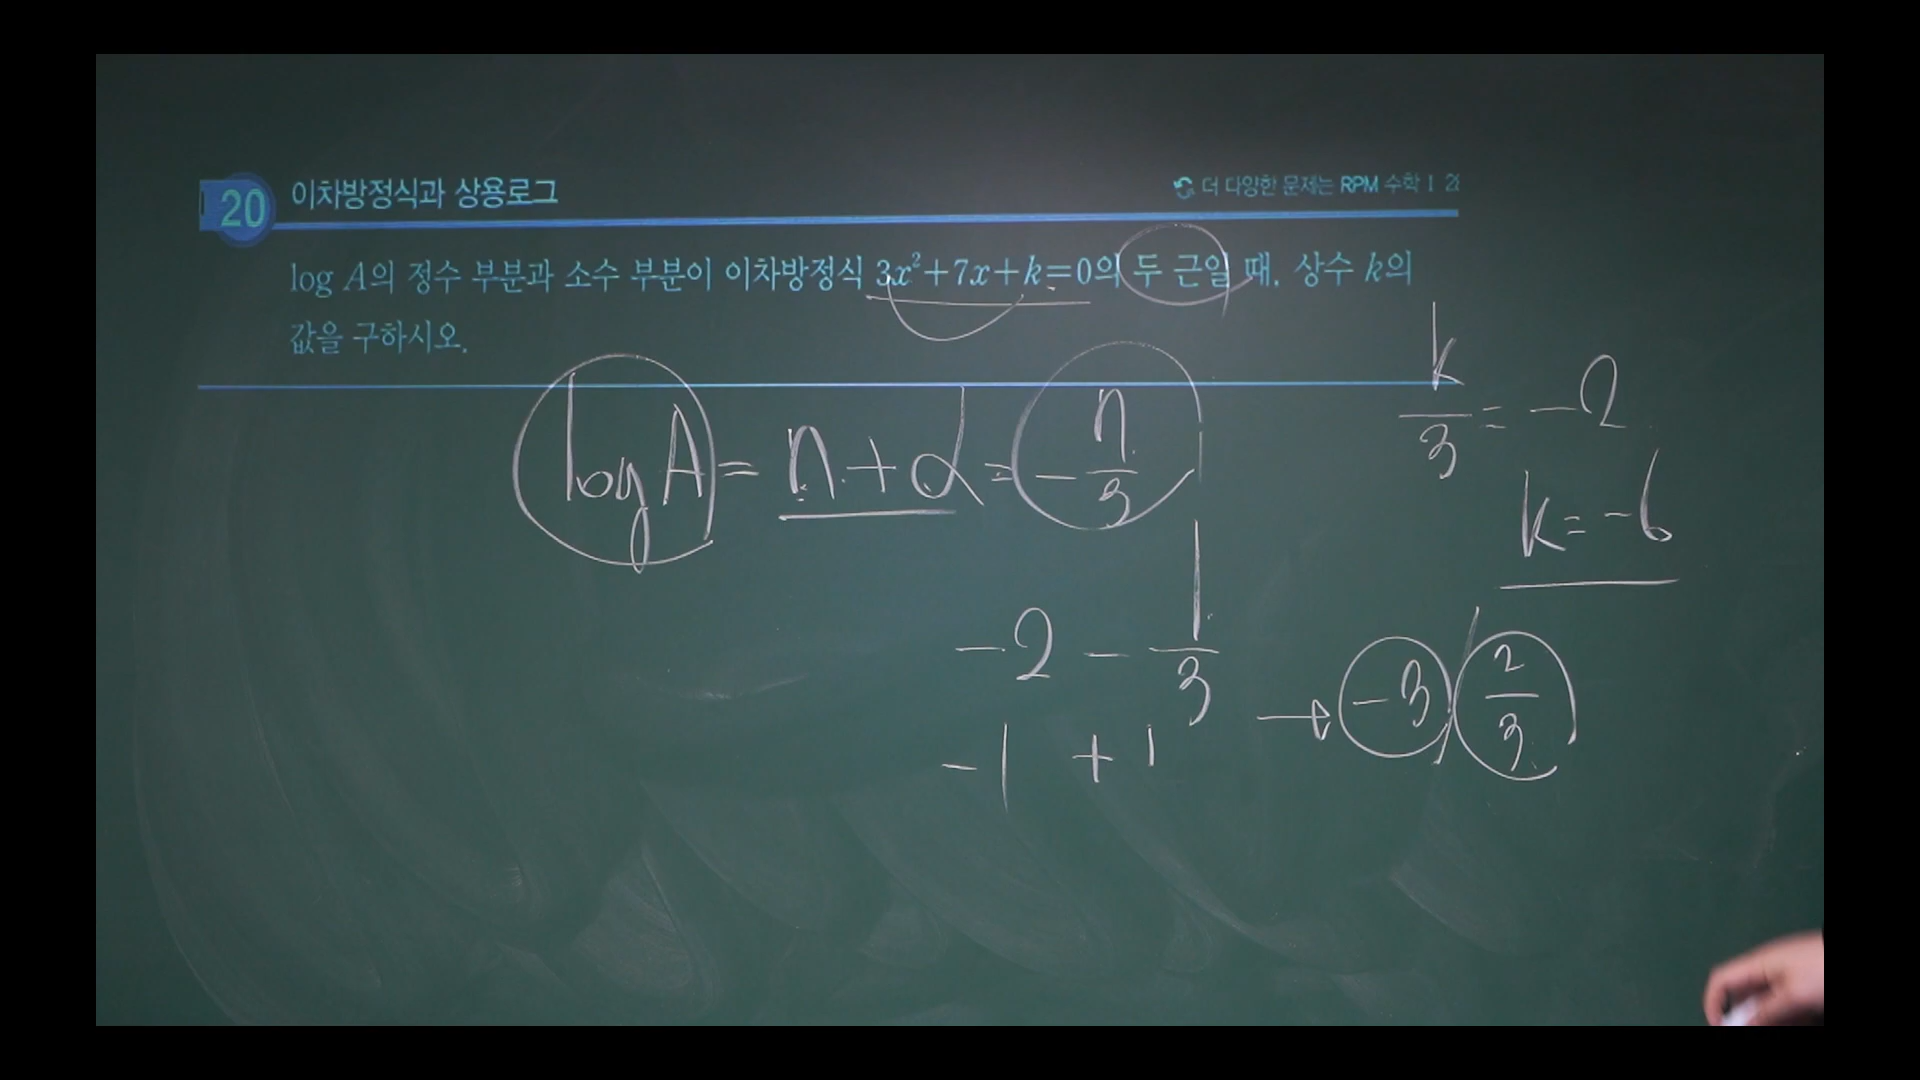 20 이차방정식과 상용로그
더 다양한 문제는 RPM 수학 I
log A의 정수 부분과 소수 부분이 이차방정식 3x²+7x+k=0의 두 근일 때, 상수 k의
값을 구하시오.
log A = n + α = -7/3
k/3 = -2
k = -6
-2 - 1/3
-1 + 1
→ -3, 2/3